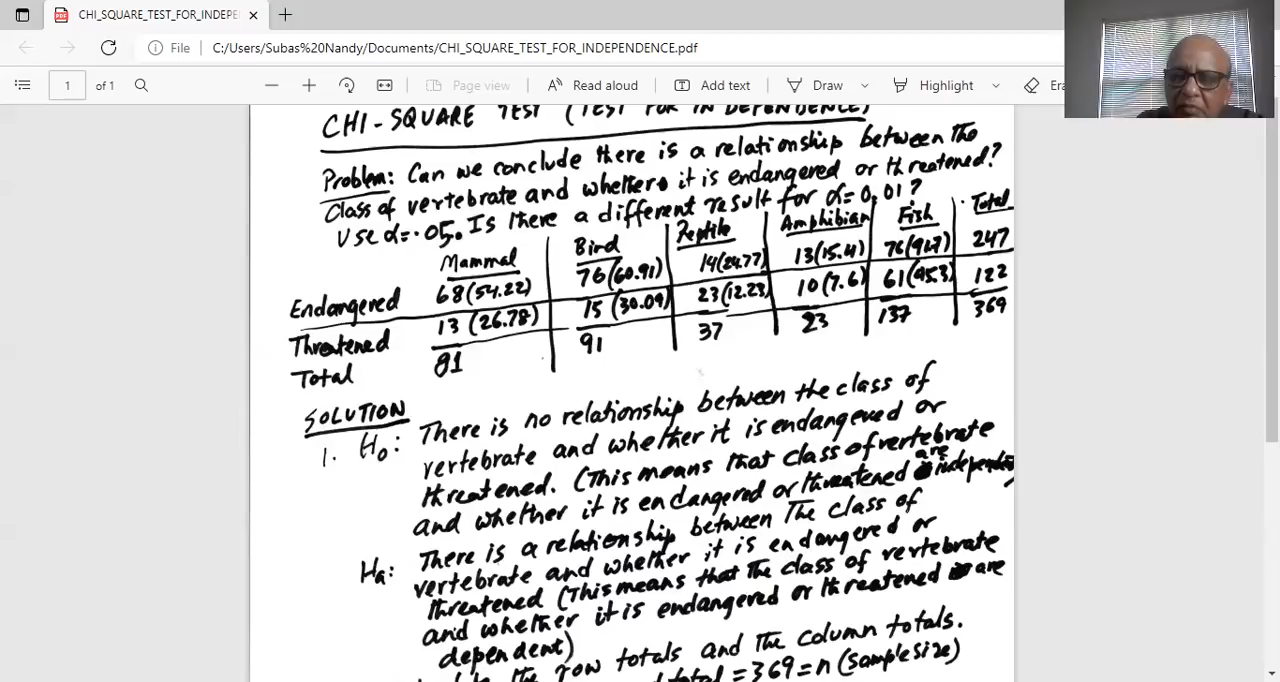 CHI_SQUARE_TEST_FOR_INDEPE
File C:/Users/Subas%20Nandy/Documents/CHI_SQUARE_TEST_FOR_INDEPENDENCE.pdf
1 of 1 Page view Read aloud Add text Draw Highlight Era
CHI-SQUARE TEST (TEST FOR INDEPENDENCE)
Problem: Can we conclude there is a relationship between the
Class of vertebrate and whether it is endangered or threatened?
Use α=.05. Is there a different result for α=0.01?
Mammal Bird Reptile Amphibian Fish Total
Endangered 68(54.22) 76(60.91) 14(24.77) 13(15.4) 76(91.7) 247
Threatened 13(26.78) 15(30.09) 23(12.23) 10(7.6) 61(45.3) 122
Total 81 91 37 23 137 369
SOLUTION
1. H0: There is no relationship between the class of
vertebrate and whether it is endangered or
threatened. (This means that class of vertebrate
and whether it is endangered or threatened are independen
Ha: There is a relationship between the class of
vertebrate and whether it is endangered or
threatened (This means that the class of vertebrate
and whether it is endangered or threatened are
dependent)
the row totals and the column totals.
total = 369 = n (sample size)